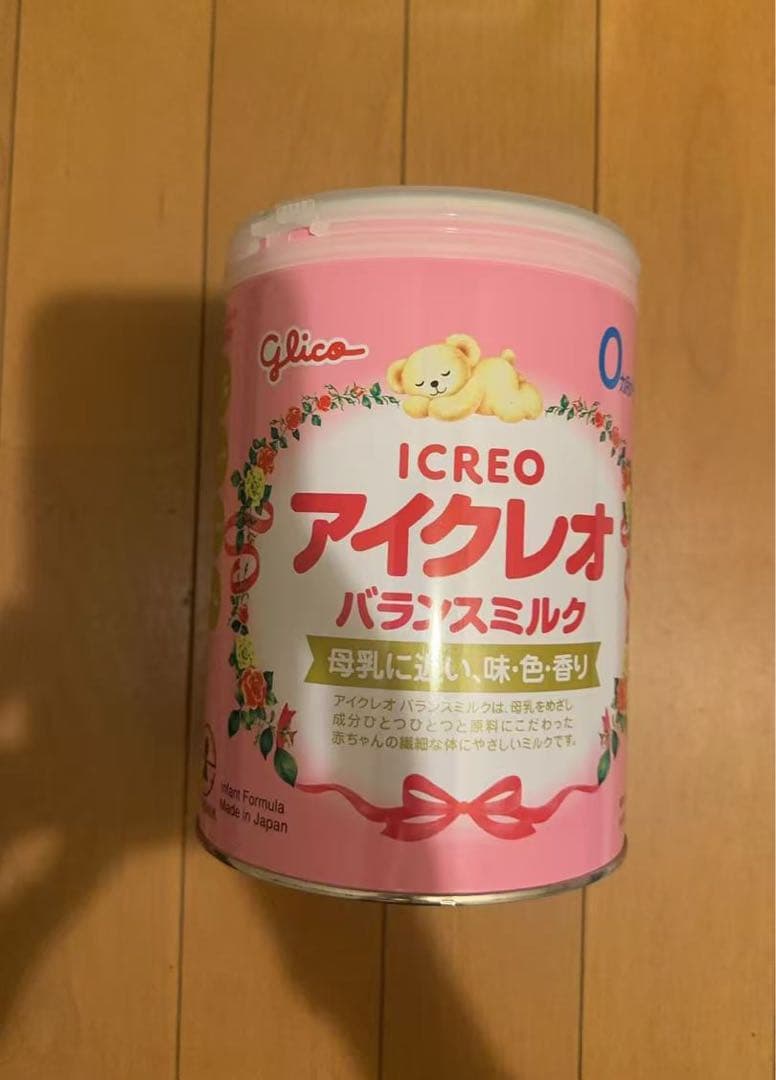 glico
0
ICREO
アイクレオ
バランスミルク
母乳に近い、味・色・香り
アイクレオ バランスミルクは、母乳をめざし
成分ひとつひとつと原料にこだわった
赤ちゃんの繊細な体にやさしいミルクです。
Infant Formula
Made in Japan